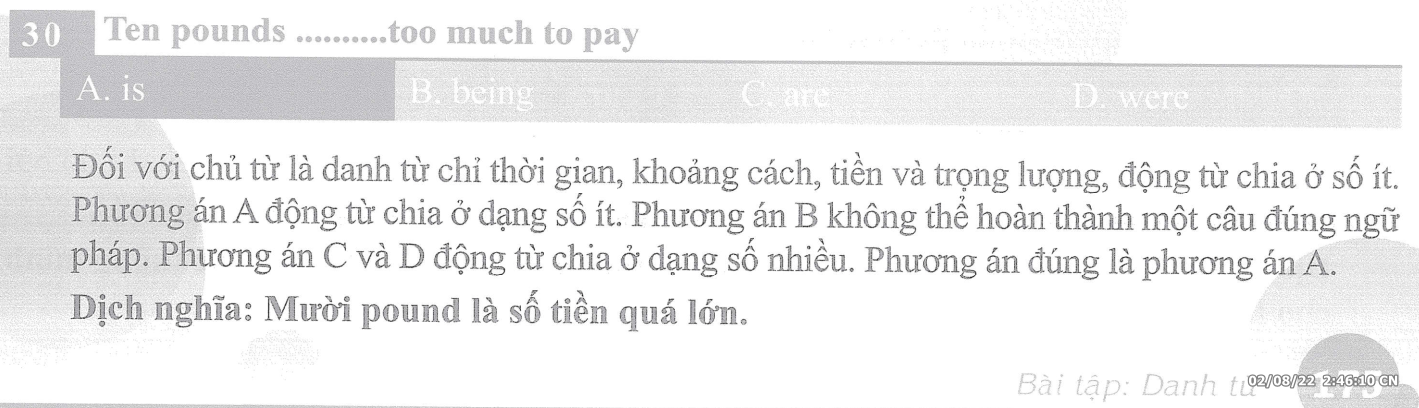 30 Ten pounds ..........too much to pay
A. is B. being C. are D. were
Đối với chủ từ là danh từ chỉ thời gian, khoảng cách, tiền và trọng lượng, động từ chia ở số ít.
Phương án A động từ chia ở dạng số ít. Phương án B không thể hoàn thành một câu đúng ngữ
pháp. Phương án C và D động từ chia ở dạng số nhiều. Phương án đúng là phương án A.
Dịch nghĩa: Mười pound là số tiền quá lớn.
Bài tập: Danh từ 175
02/08/22 2:46:10 CN